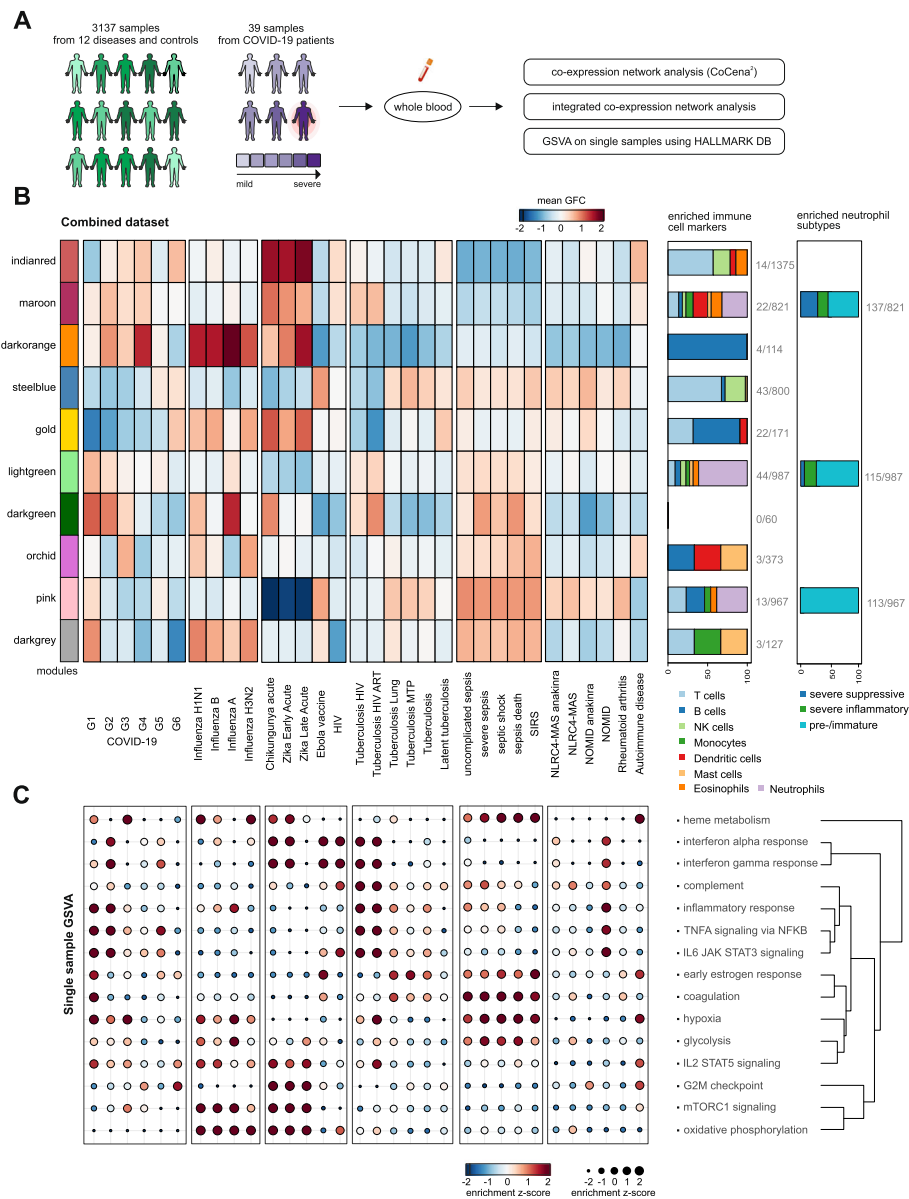 A
3137 samples
from 12 diseases and controls
39 samples
from COVID-19 patients
mild
severe
whole blood
co-expression network analysis (CoCena²)
integrated co-expression network analysis
GSVA on single samples using HALLMARK DB
B
Combined dataset
mean GFC
-2 -1 0 1 2
enriched immune
cell markers
enriched neutrophil
subtypes
indianred
14/1375
maroon
22/821
137/821
darkorange
4/114
steelblue
43/800
gold
22/171
lightgreen
44/987
115/987
darkgreen
0/60
orchid
3/373
pink
13/967
113/967
darkgrey
3/127
modules
0 50 100
0 50 100
G1
G2
G3
G4
G5
G6
COVID-19
Influenza H1N1
Influenza B
Influenza A
Influenza H3N2
Chikungunya acute
Zika Early Acute
Zika Late Acute
Ebola vaccine
HIV
Tuberculosis HIV
Tuberculosis HIV ART
Tuberculosis Lung
Tuberculosis MTP
Tuberculosis
Latent tuberculosis
uncomplicated sepsis
severe sepsis
septic shock
sepsis death
SIRS
NLRC4-MAS anakinra
NLRC4-MAS
NOMID anakinra
NOMID
Rheumatoid arthritis
Autoimmune disease
T cells
B cells
NK cells
Monocytes
Dendritic cells
Mast cells
Eosinophils
Neutrophils
severe suppressive
severe inflammatory
pre-/immature
C
Single sample GSVA
heme metabolism
interferon alpha response
interferon gamma response
complement
inflammatory response
TNFA signaling via NFKB
IL6 JAK STAT3 signaling
early estrogen response
coagulation
hypoxia
glycolysis
IL2 STAT5 signaling
G2M checkpoint
mTORC1 signaling
oxidative phosphorylation
-2 -1 0 1 2
enrichment z-score
-2 -1 0 1 2
enrichment z-score